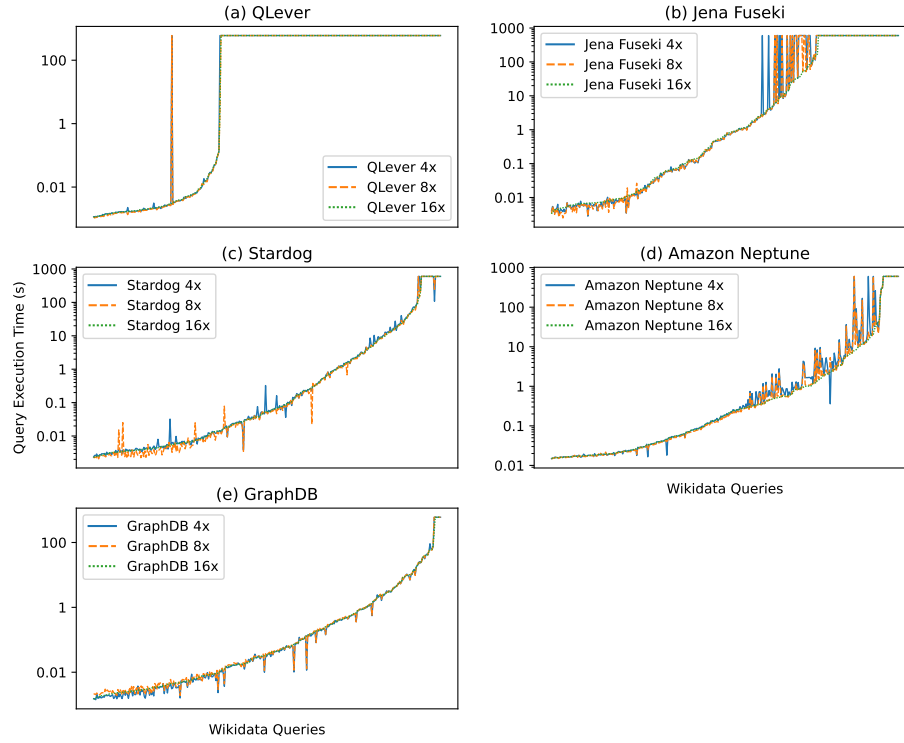 (a) QLever
100
1
0.01
QLever 4x
QLever 8x
QLever 16x
(b) Jena Fuseki
1000
100
10
1
0.1
0.01
Jena Fuseki 4x
Jena Fuseki 8x
Jena Fuseki 16x
(c) Stardog
Query Execution Time (s)
1000
100
10
1
0.1
0.01
Stardog 4x
Stardog 8x
Stardog 16x
(d) Amazon Neptune
1000
100
10
1
0.1
0.01
Amazon Neptune 4x
Amazon Neptune 8x
Amazon Neptune 16x
Wikidata Queries
(e) GraphDB
100
1
0.01
GraphDB 4x
GraphDB 8x
GraphDB 16x
Wikidata Queries